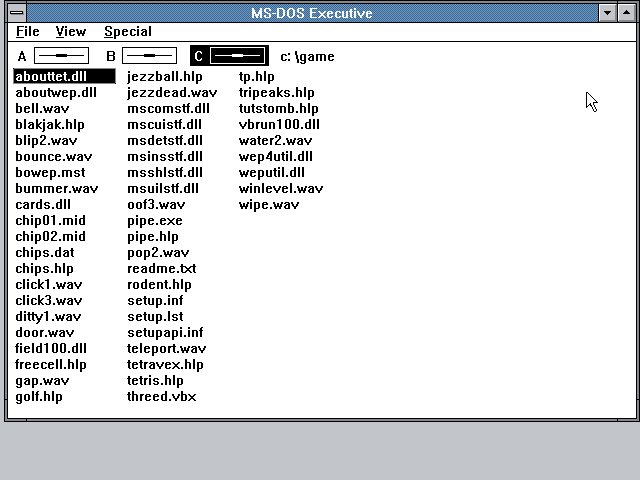 MS-DOS Executive
File View Special
A B C c: \game
abouttet.dll jezzball.hlp tp.hlp
aboutwep.dll jezzdead.wav tripeaks.hlp
bell.wav mscomstf.dll tutstomb.hlp
blakjak.hlp mscuistf.dll vbrun100.dll
blip2.wav msdetstf.dll water2.wav
bounce.wav msinsstf.dll wep4util.dll
bowep.mst msshlstf.dll weputil.dll
bummer.wav msuilstf.dll winlevel.wav
cards.dll oof3.wav wipe.wav
chip01.mid pipe.exe
chip02.mid pipe.hlp
chips.dat pop2.wav
chips.hlp readme.txt
click1.wav rodent.hlp
click3.wav setup.inf
ditty1.wav setup.lst
door.wav setupapi.inf
field100.dll teleport.wav
freecell.hlp tetravex.hlp
gap.wav tetris.hlp
golf.hlp threed.vbx